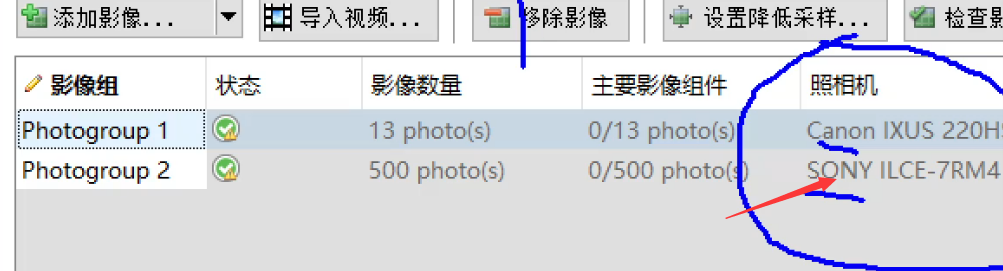 添加影像... 导入视频... 移除影像 设置降低采样... 检查
影像组 状态 影像数量 主要影像组件 照相机
Photogroup 1 13 photo(s) 0/13 photo(s) Canon IXUS 220HS
Photogroup 2 500 photo(s) 0/500 photo(s) SONY ILCE-7RM4